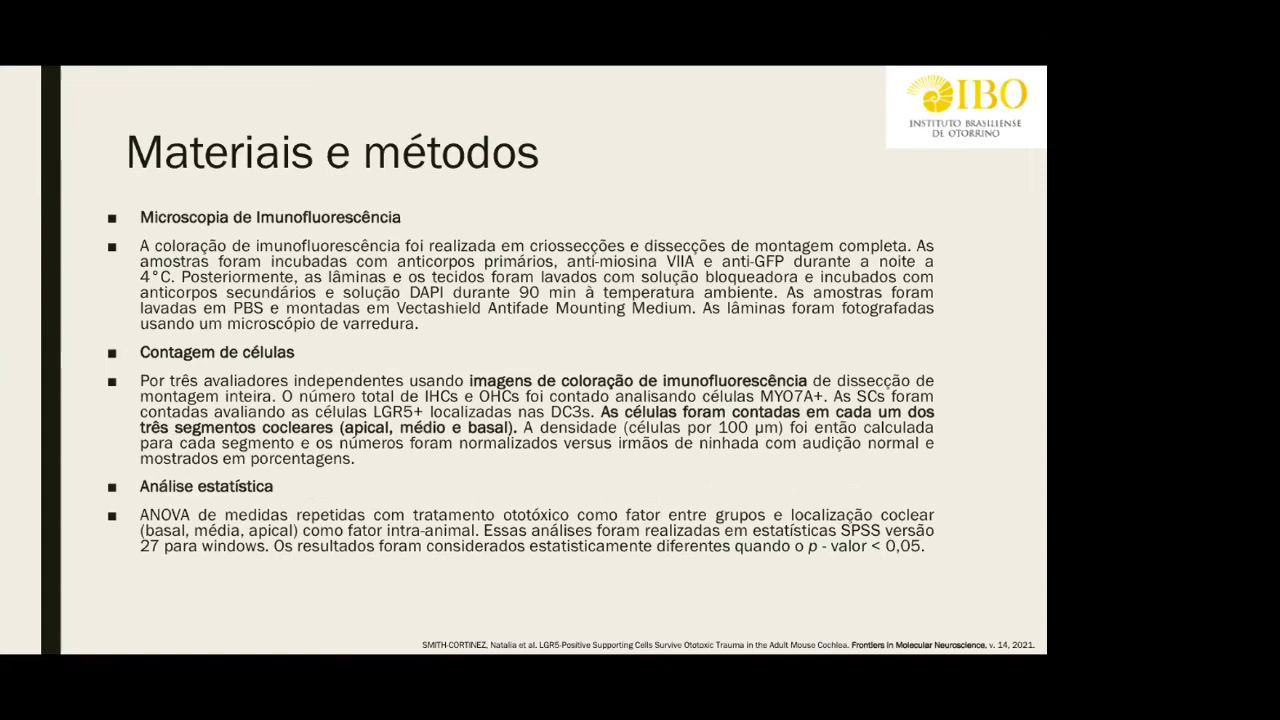 IBO
INSTITUTO BRASILIENSE
DE OTORRINO
Materiais e métodos
■ Microscopia de Imunofluorescência
■ A coloração de imunofluorescência foi realizada em criossecções e dissecções de montagem completa. As
amostras foram incubadas com anticorpos primários, anti-miosina VIIA e anti-GFP durante a noite a
4°C. Posteriormente, as lâminas e os tecidos foram lavados com solução bloqueadora e incubados com
anticorpos secundários e solução DAPI durante 90 min à temperatura ambiente. As amostras foram
lavadas em PBS e montadas em Vectashield Antifade Mounting Medium. As lâminas foram fotografadas
usando um microscópio de varredura.
■ Contagem de células
■ Por três avaliadores independentes usando imagens de coloração de imunofluorescência de dissecção de
montagem inteira. O número total de IHCs e OHCs foi contado analisando células MYO7A+. As SCs foram
contadas avaliando as células LGR5+ localizadas nas DC3s. As células foram contadas em cada um dos
três segmentos cocleares (apical, médio e basal). A densidade (células por 100 µm) foi então calculada
para cada segmento e os números foram normalizados versus irmãos de ninhada com audição normal e
mostrados em porcentagens.
■ Análise estatística
■ ANOVA de medidas repetidas com tratamento ototóxico como fator entre grupos e localização coclear
(basal, média, apical) como fator intra-animal. Essas análises foram realizadas em estatísticas SPSS versão
27 para windows. Os resultados foram considerados estatisticamente diferentes quando o p - valor < 0,05.
SMITH-CORTINEZ, Natalia et al. LGR5-Positive Supporting Cells Survive Ototoxic Trauma in the Adult Mouse Cochlea. Frontiers in Molecular Neuroscience, v. 14, 2021.